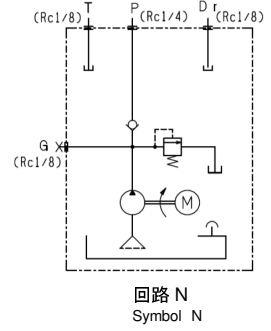 T P Dr
(Rc1/8) (Rc1/4) (Rc1/8)
G
(Rc1/8)
M
回路 N
Symbol N